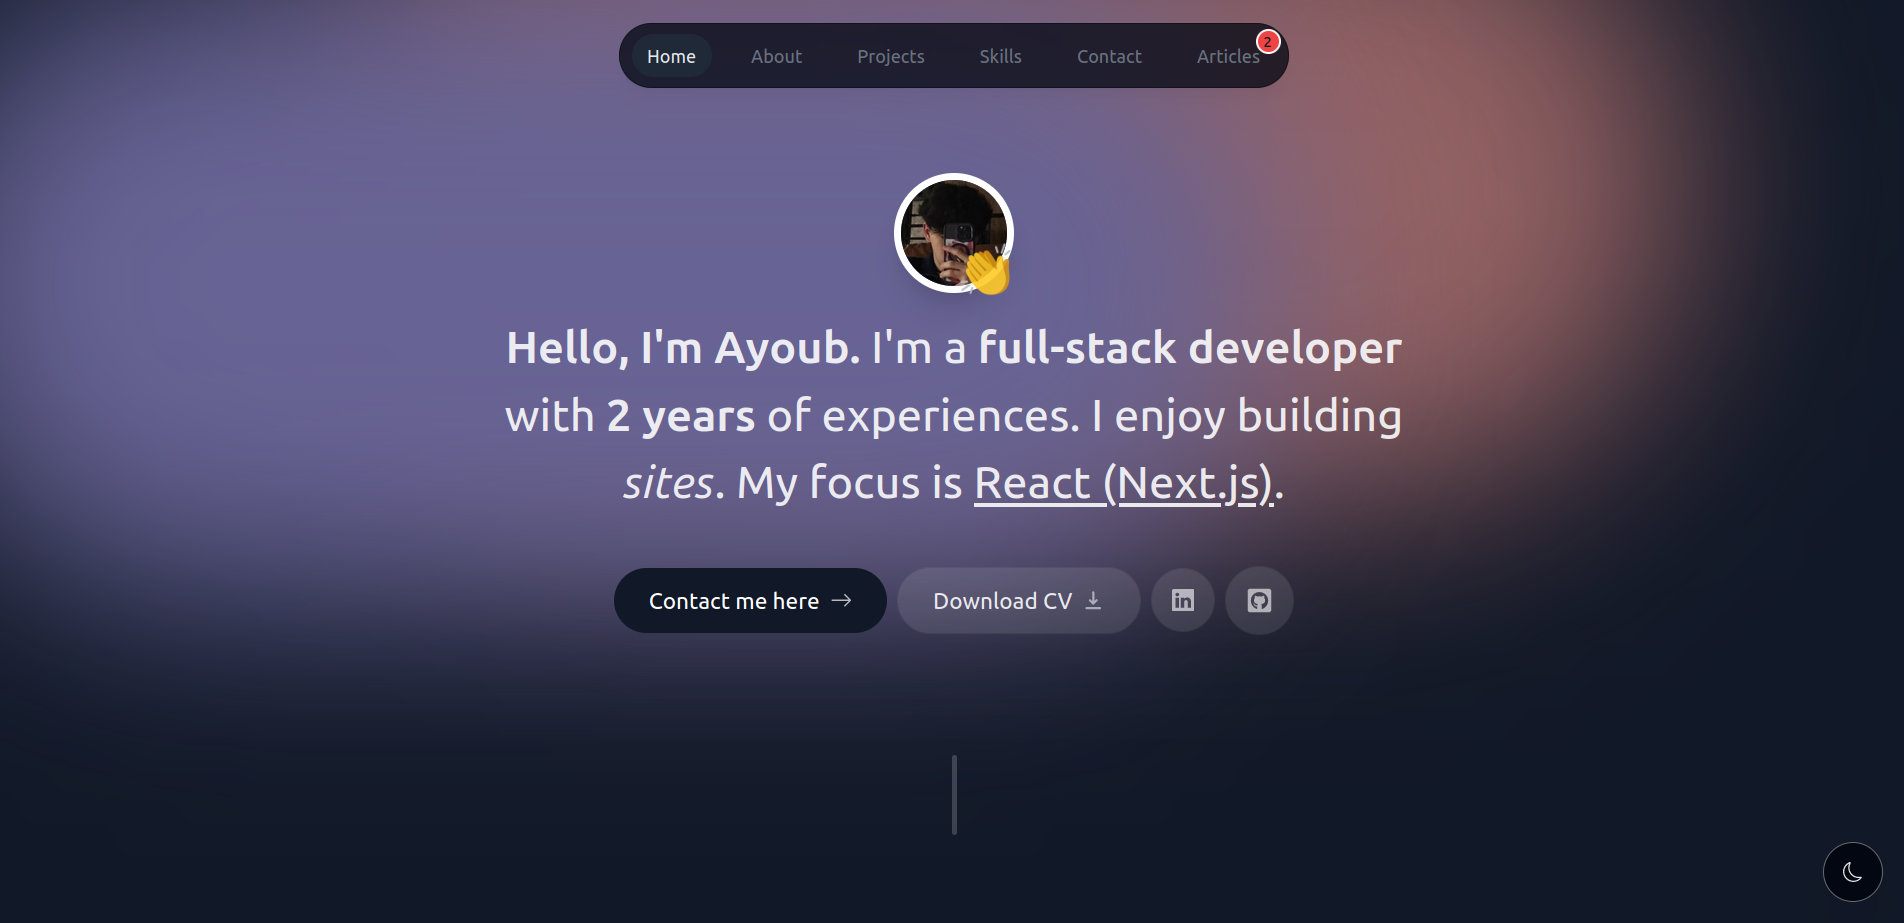 Home About Projects Skills Contact Articles 2
Hello, I'm Ayoub. I'm a full-stack developer
with 2 years of experiences. I enjoy building
sites. My focus is React (Next.js).
Contact me here Download CV in